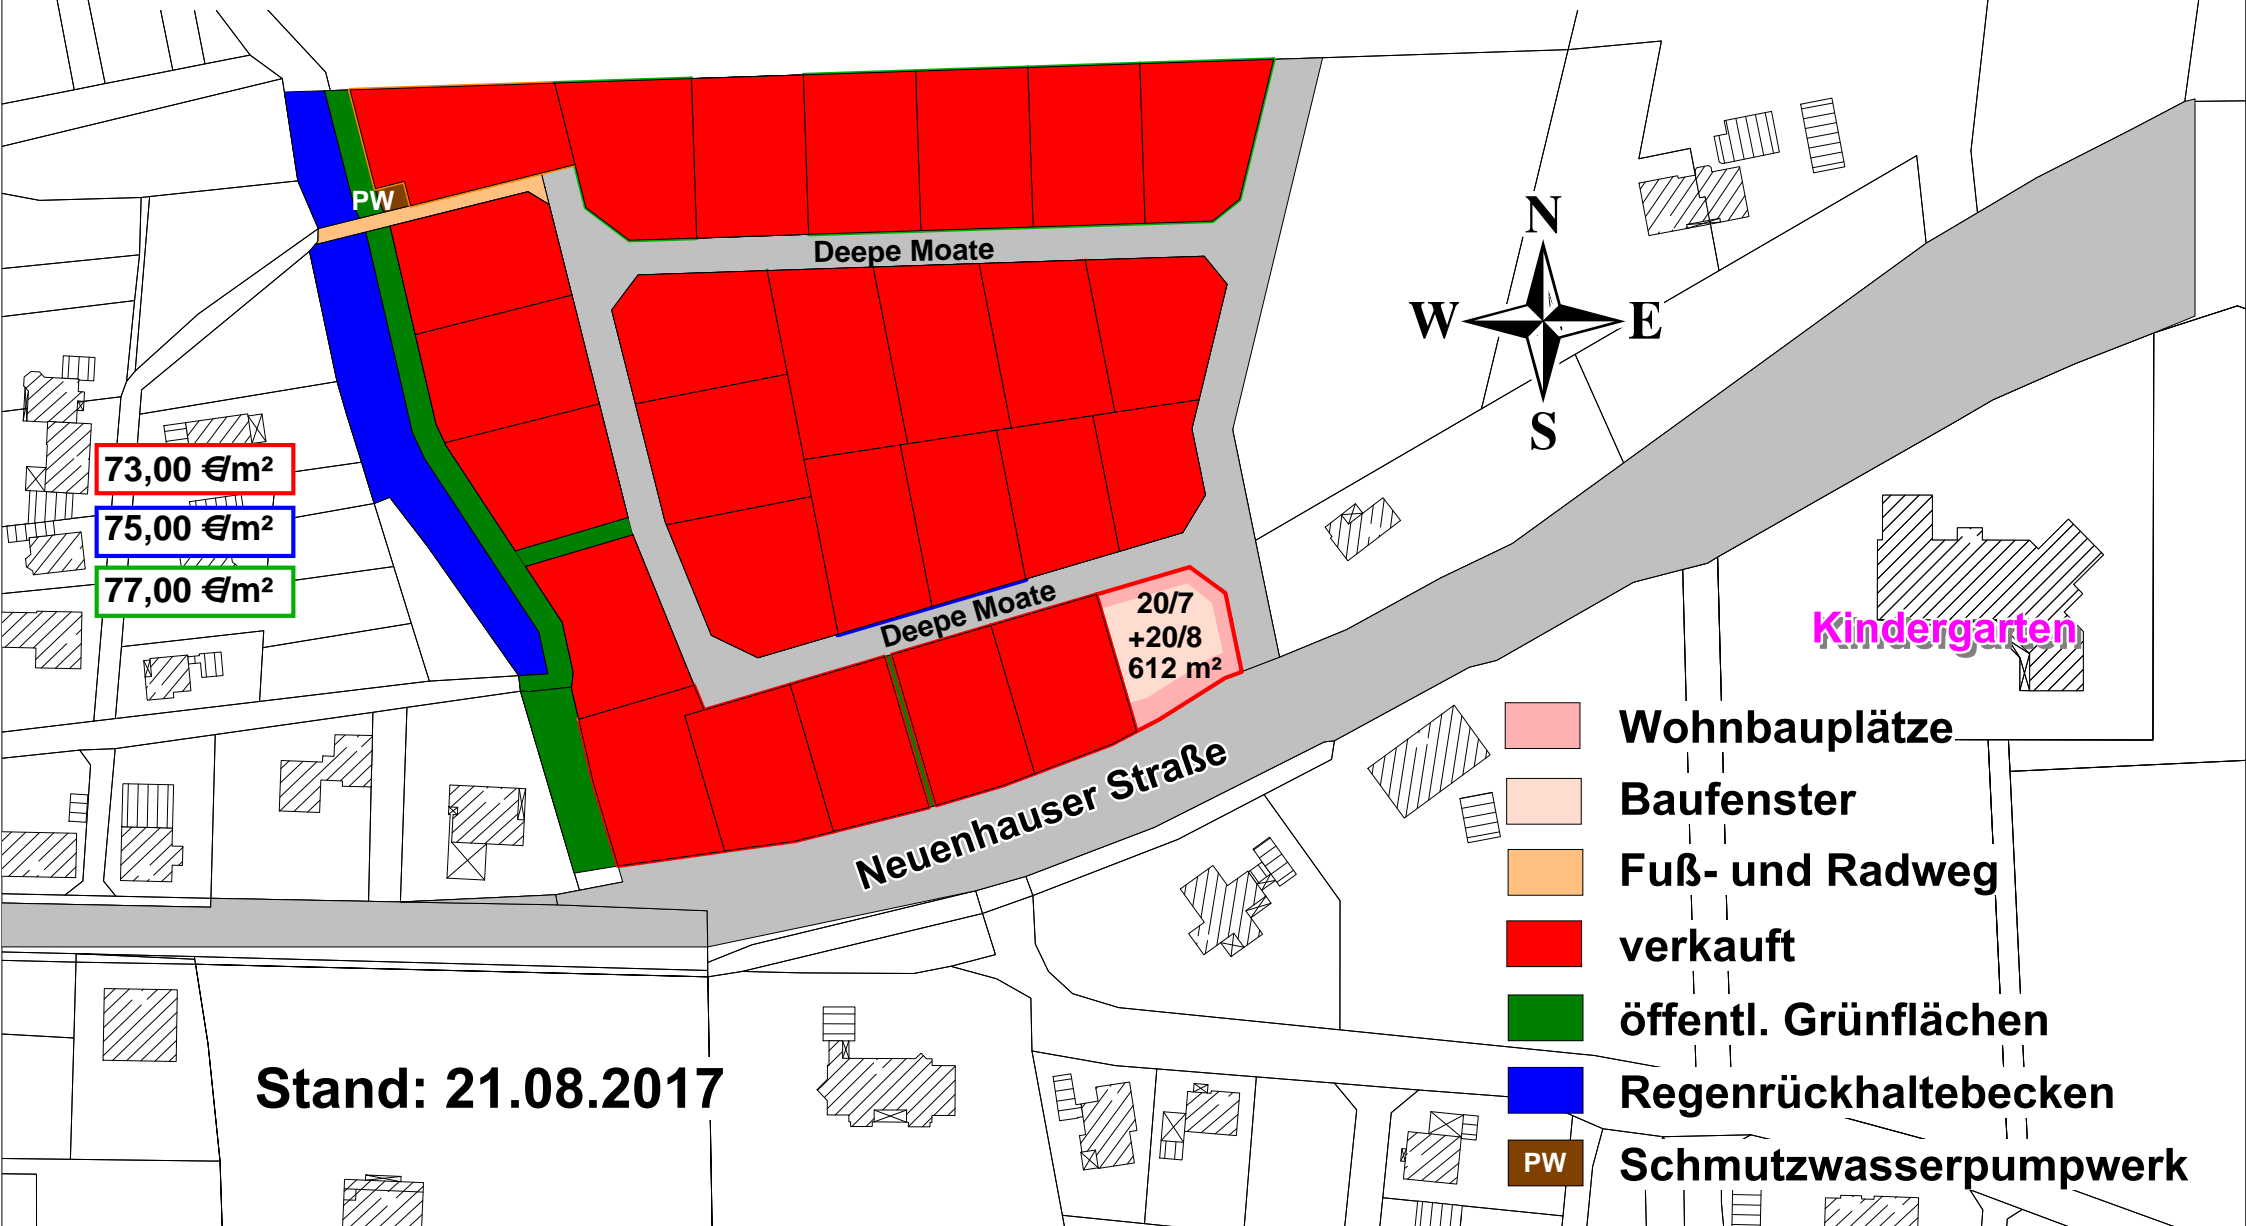 PW
Deepe Moate
N
W
E
S
73,00 €/m²
75,00 €/m²
77,00 €/m²
Deepe Moate
20/7
+20/8
612 m²
Kindergarten
Neuenhauser Straße
Wohnbauplätze
Baufenster
Fuß- und Radweg
verkauft
öffentl. Grünflächen
Regenrückhaltebecken
PW
Schmutzwasserpumpwerk
Stand: 21.08.2017